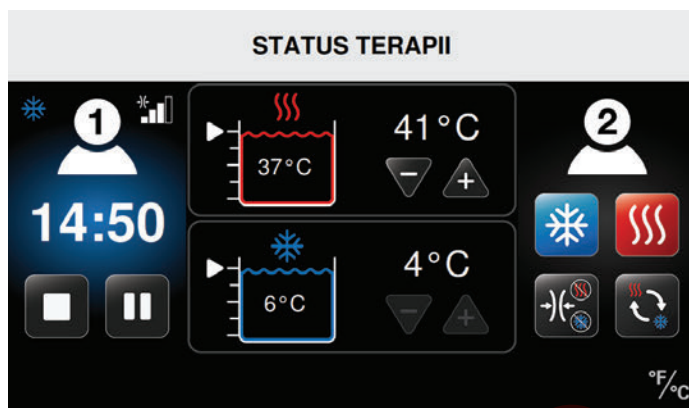 STATUS TERAPII
1
14:50
37°C
41°C
− +
6°C
4°C
− +
2
°F/°C